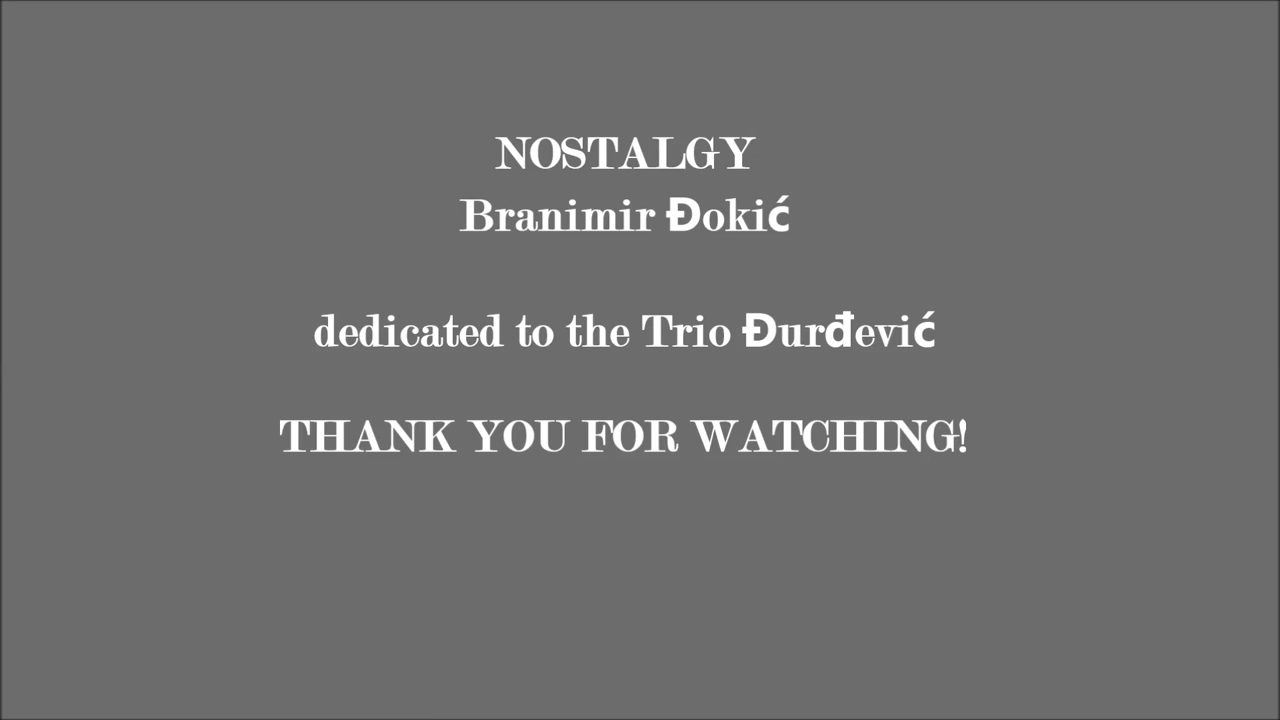 NOSTALGY
Branimir Đokić
dedicated to the Trio Đurđević
THANK YOU FOR WATCHING!